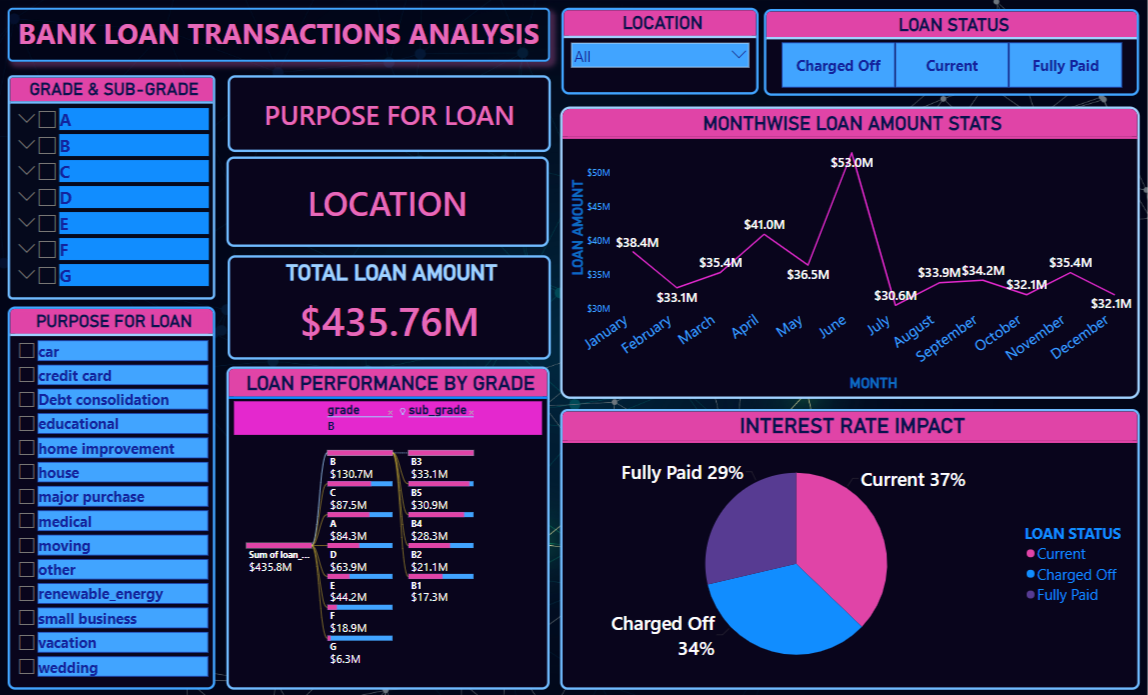 BANK LOAN TRANSACTIONS ANALYSIS
LOCATION
All
LOAN STATUS
Charged Off
Current
Fully Paid
GRADE & SUB-GRADE
A
B
C
D
E
F
G
PURPOSE FOR LOAN
LOCATION
TOTAL LOAN AMOUNT
$435.76M
MONTHWISE LOAN AMOUNT STATS
LOAN AMOUNT
$50M
$45M
$40M
$35M
$30M
$38.4M
$33.1M
$35.4M
$41.0M
$36.5M
$53.0M
$30.6M
$33.9M
$34.2M
$32.1M
$35.4M
$32.1M
January
February
March
April
May
June
July
August
September
October
November
December
MONTH
PURPOSE FOR LOAN
car
credit card
Debt consolidation
educational
home improvement
house
major purchase
medical
moving
other
renewable_energy
small business
vacation
wedding
LOAN PERFORMANCE BY GRADE
grade
B
sub_grade
Sum of loan_...
$435.8M
B
$130.7M
C
$87.5M
A
$84.3M
D
$63.9M
E
$44.2M
F
$18.9M
G
$6.3M
B3
$33.1M
B5
$30.9M
B4
$28.3M
B2
$21.1M
B1
$17.3M
INTEREST RATE IMPACT
Fully Paid 29%
Current 37%
Charged Off
34%
LOAN STATUS
Current
Charged Off
Fully Paid